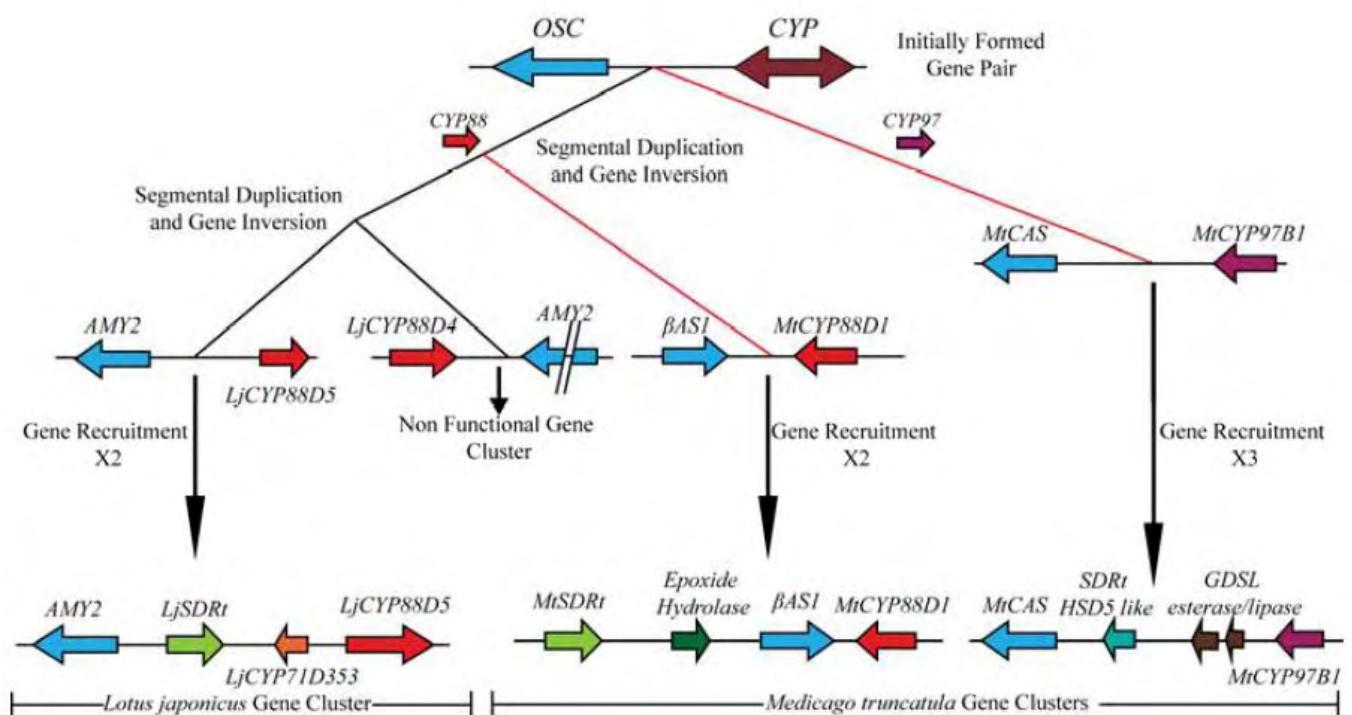 OSC
CYP
Initially Formed
Gene Pair
CYP88
CYP97
Segmental Duplication
and Gene Inversion
Segmental Duplication
and Gene Inversion
MtCAS
MtCYP97B1
AMY2
LjCYP88D5
LjCYP88D4
AMY2
βAS1
MtCYP88D1
Gene Recruitment
X2
Non Functional Gene
Cluster
Gene Recruitment
X2
Gene Recruitment
X3
AMY2
LjSDRt
LjCYP71D353
LjCYP88D5
MtSDRt
Epoxide
Hydrolase
βAS1
MtCYP88D1
MtCAS
SDRt
HSD5 like
GDSL
esterase/lipase
MtCYP97B1
Lotus japonicus Gene Cluster
Medicago truncatula Gene Clusters